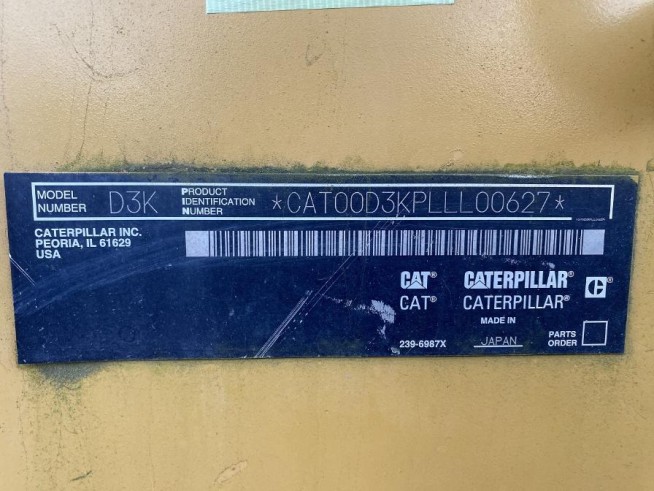 MODEL NUMBER D3K
PRODUCT IDENTIFICATION NUMBER *CAT00D3KPLLL00627*
CATERPILLAR INC.
PEORIA, IL 61629
USA
CAT® CATERPILLAR® C
CAT® CATERPILLAR®
MADE IN
239-6987X JAPAN
PARTS ORDER